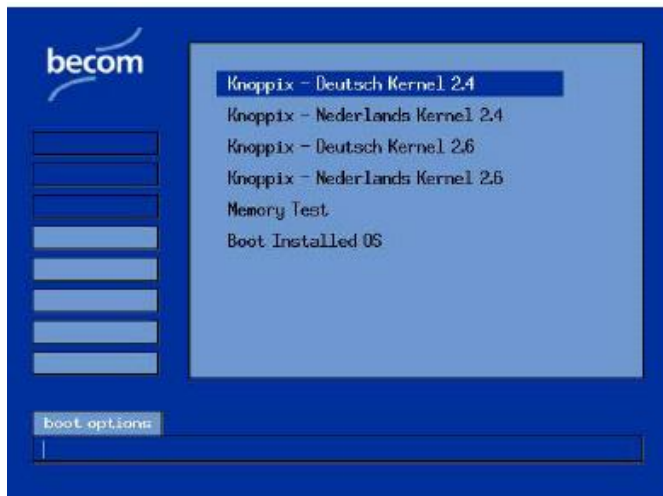 becom
Knoppix - Deutsch Kernel 2.4
Knoppix - Nederlands Kernel 2.4
Knoppix - Deutsch Kernel 2.6
Knoppix - Nederlands Kernel 2.6
Memory Test
Boot Installed OS
boot options